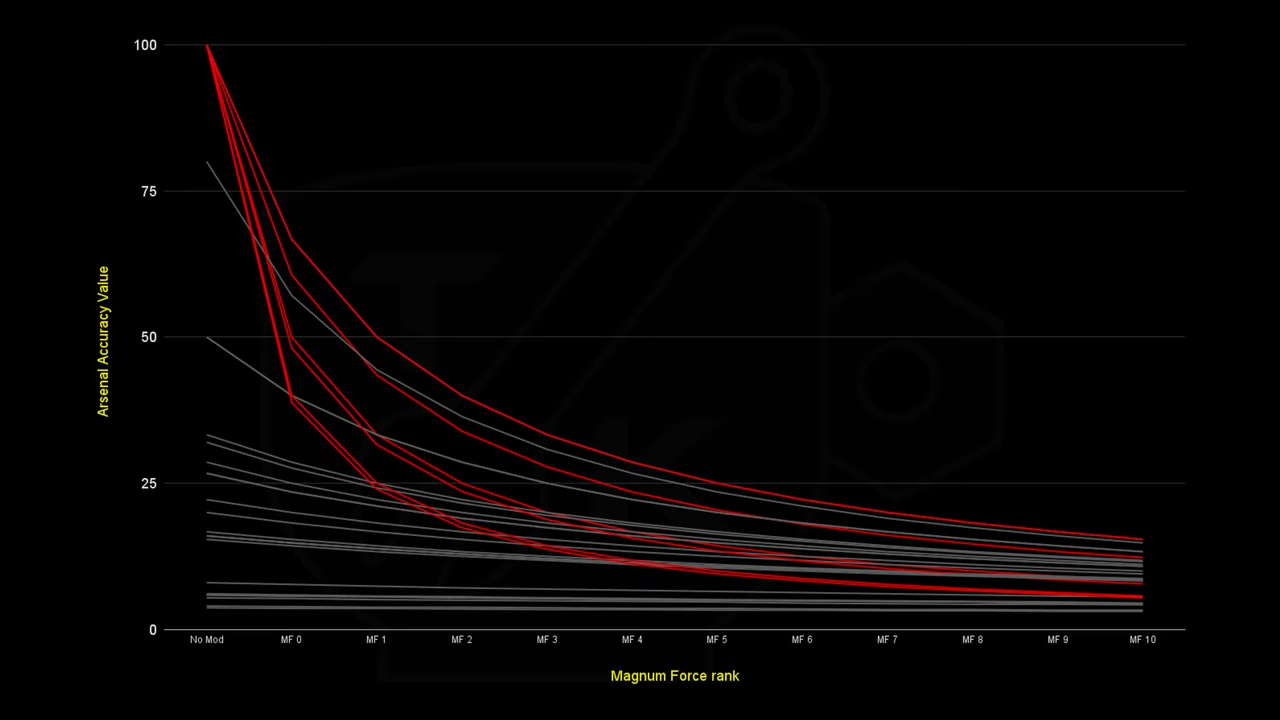 100
75
50
25
0
Arsenal Accuracy Value
No Mod MF 0 MF 1 MF 2 MF 3 MF 4 MF 5 MF 6 MF 7 MF 8 MF 9 MF 10
Magnum Force rank